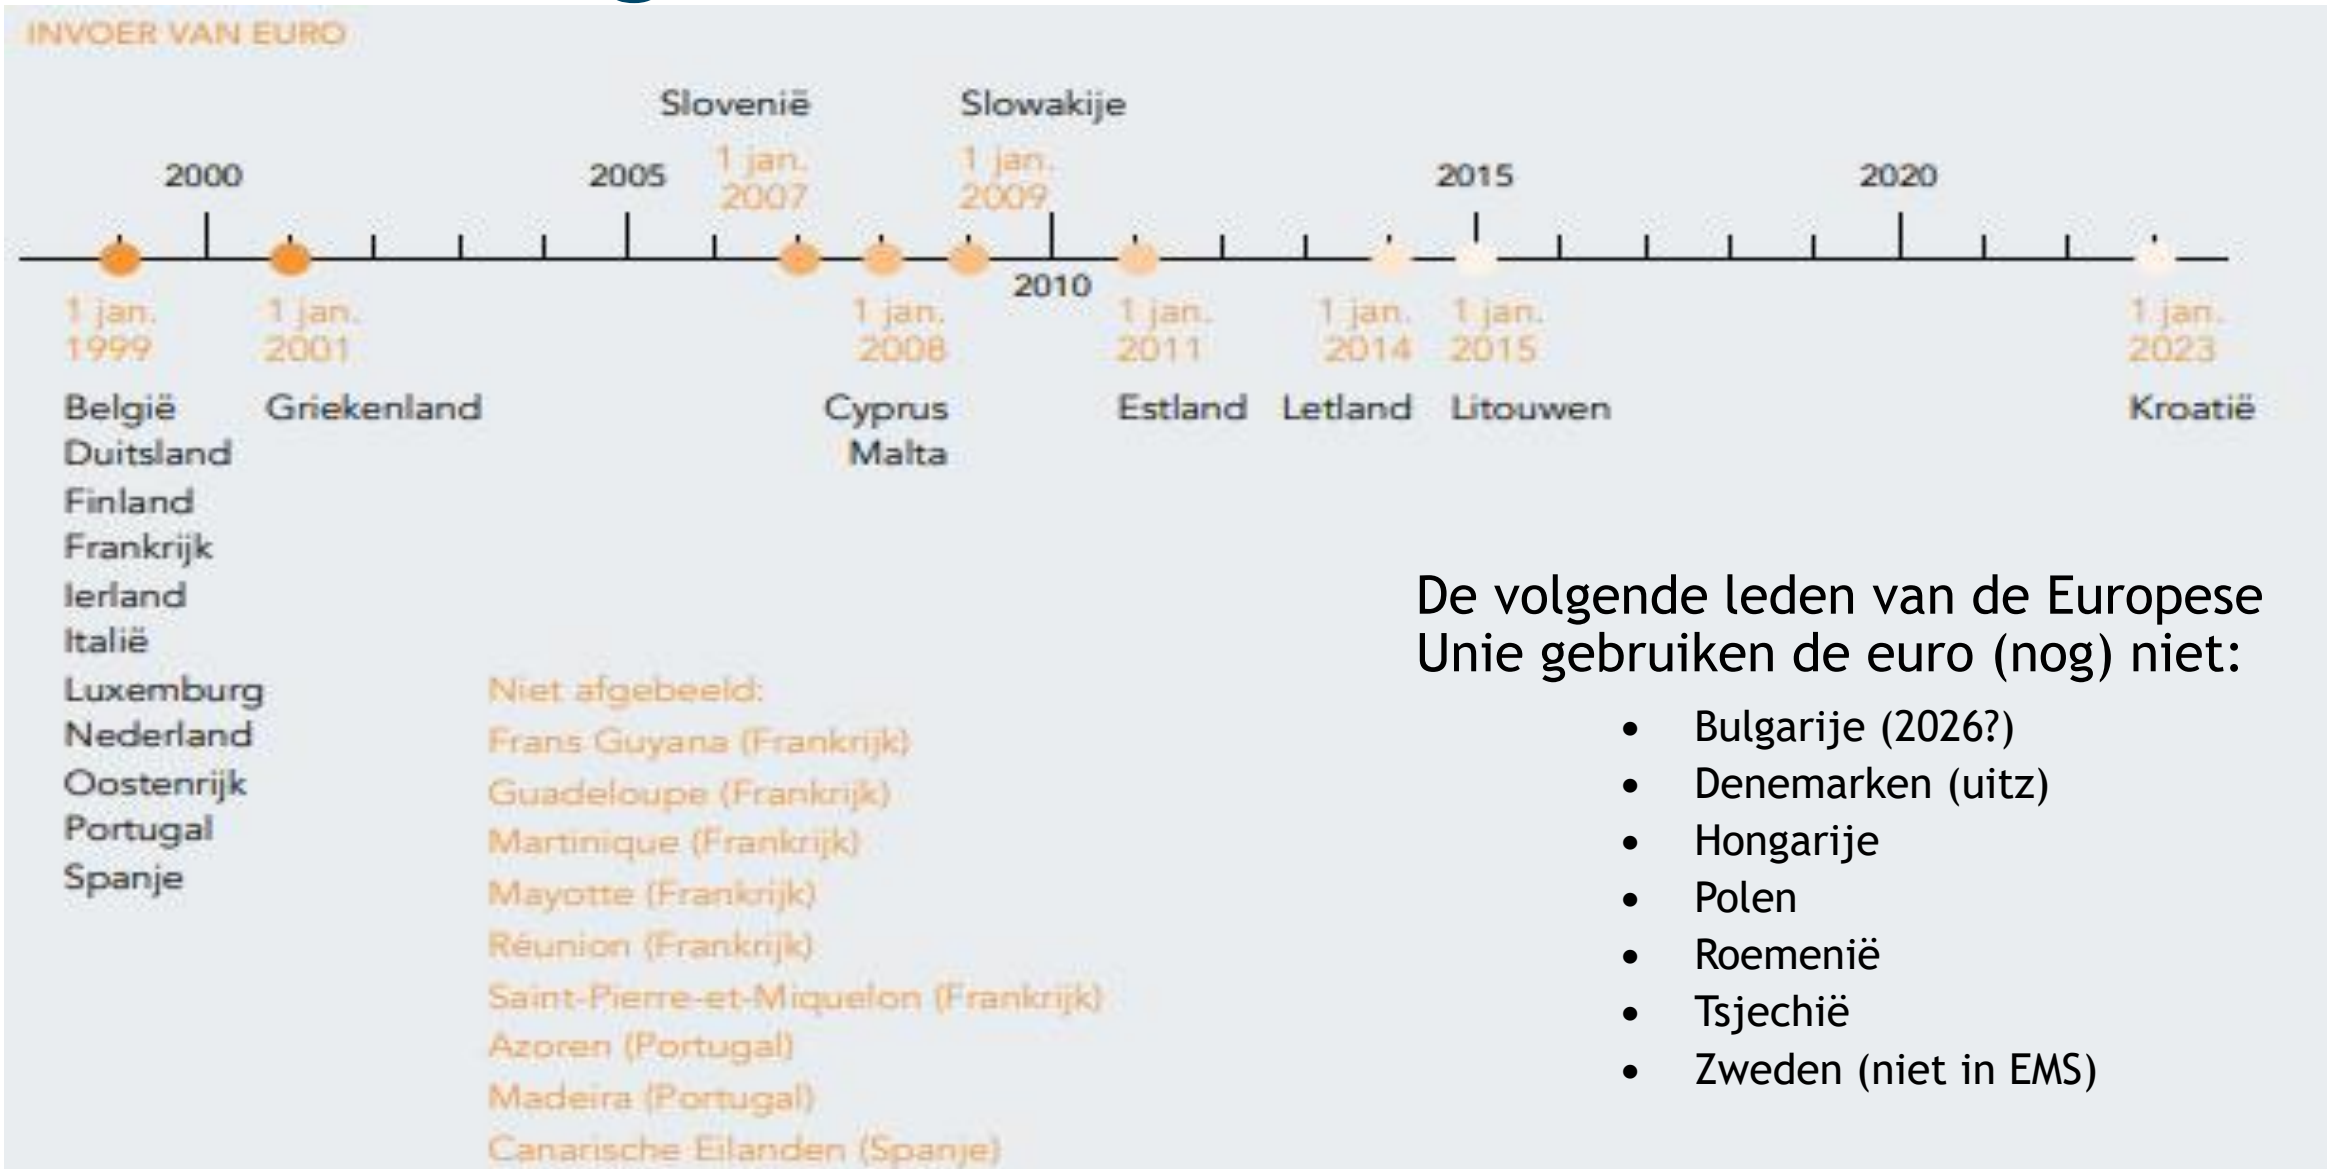 INVOER VAN EURO
Slovenië
Slowakije
1 jan.
2007
1 jan.
2009
2000
2005
2015
2020
2010
1 jan.
1999
1 jan.
2001
1 jan.
2008
1 jan.
2011
1 jan.
2014
1 jan.
2015
1 jan.
2023
België
Duitsland
Finland
Frankrijk
Ierland
Italië
Luxemburg
Nederland
Oostenrijk
Portugal
Spanje
Griekenland
Cyprus
Malta
Estland
Letland
Litouwen
Kroatië
Niet afgebeeld:
Frans Guyana (Frankrijk)
Guadeloupe (Frankrijk)
Martinique (Frankrijk)
Mayotte (Frankrijk)
Réunion (Frankrijk)
Saint-Pierre-et-Miquelon (Frankrijk)
Azoren (Portugal)
Madeira (Portugal)
Canarische Eilanden (Spanje)
De volgende leden van de Europese
Unie gebruiken de euro (nog) niet:
• Bulgarije (2026?)
• Denemarken (uitz)
• Hongarije
• Polen
• Roemenië
• Tsjechië
• Zweden (niet in EMS)